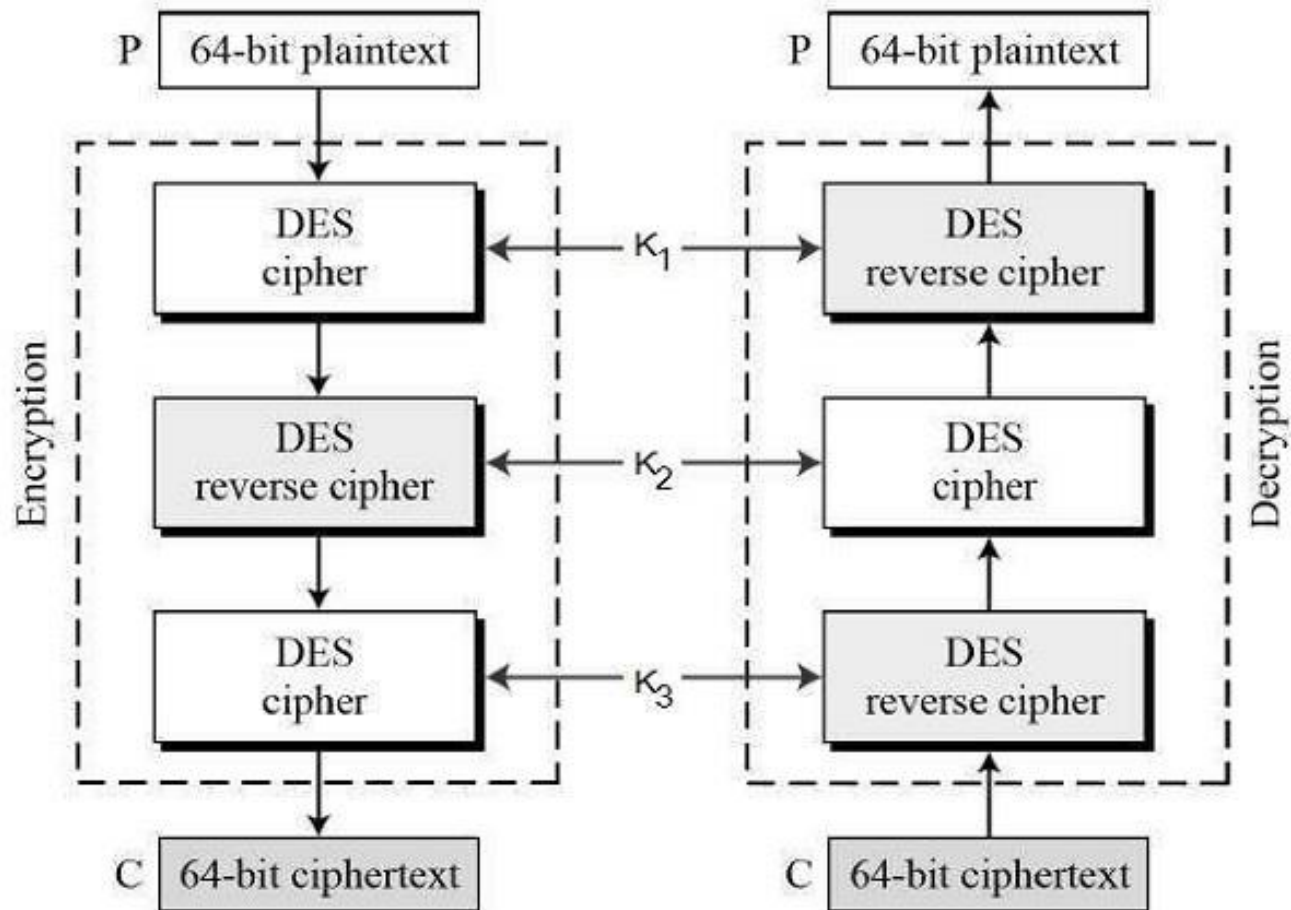 P 64-bit plaintext
P 64-bit plaintext
Encryption
DES
cipher
K1
DES
reverse cipher
DES
reverse cipher
K2
DES
cipher
DES
cipher
K3
DES
reverse cipher
Decryption
C 64-bit ciphertext
C 64-bit ciphertext